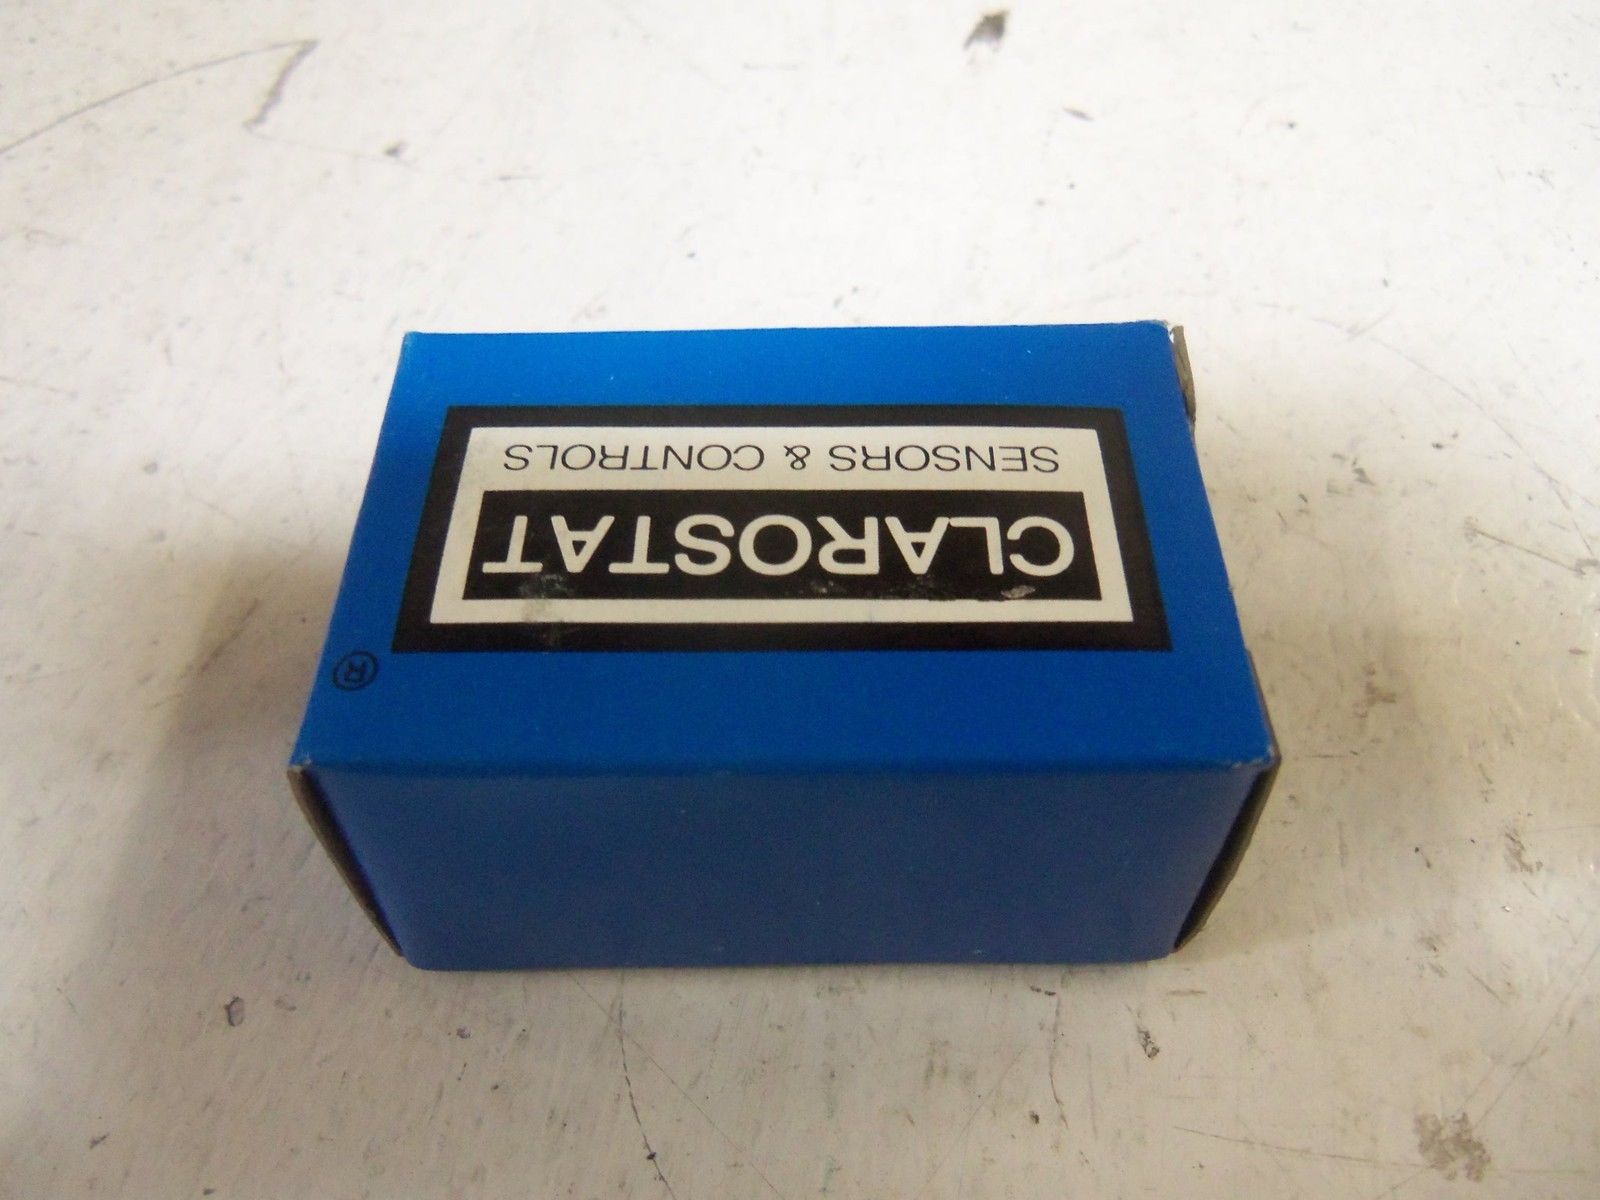 CLAROSTAT
SENSORS & CONTROLS
®